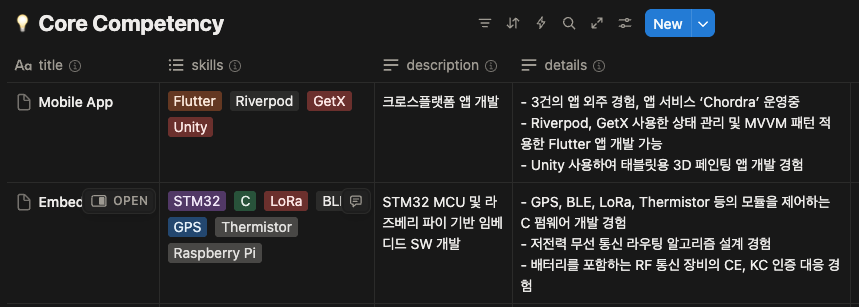 💡 Core Competency
New
Aa title
skills
description
details
Mobile App
Flutter Riverpod GetX
Unity
크로스플랫폼 앱 개발
- 3건의 앱 외주 경험, 앱 서비스 ‘Chordra’ 운영중
- Riverpod, GetX 사용한 상태 관리 및 MVVM 패턴 적
용한 Flutter 앱 개발 가능
- Unity 사용하여 태블릿용 3D 페인팅 앱 개발 경험
Embed
OPEN
STM32 C LoRa BL
GPS Thermistor
Raspberry Pi
STM32 MCU 및 라
즈베리 파이 기반 임베
디드 SW 개발
- GPS, BLE, LoRa, Thermistor 등의 모듈을 제어하는
C 펌웨어 개발 경험
- 저전력 무선 통신 라우팅 알고리즘 설계 경험
- 배터리를 포함하는 RF 통신 장비의 CE, KC 인증 대응 경
험